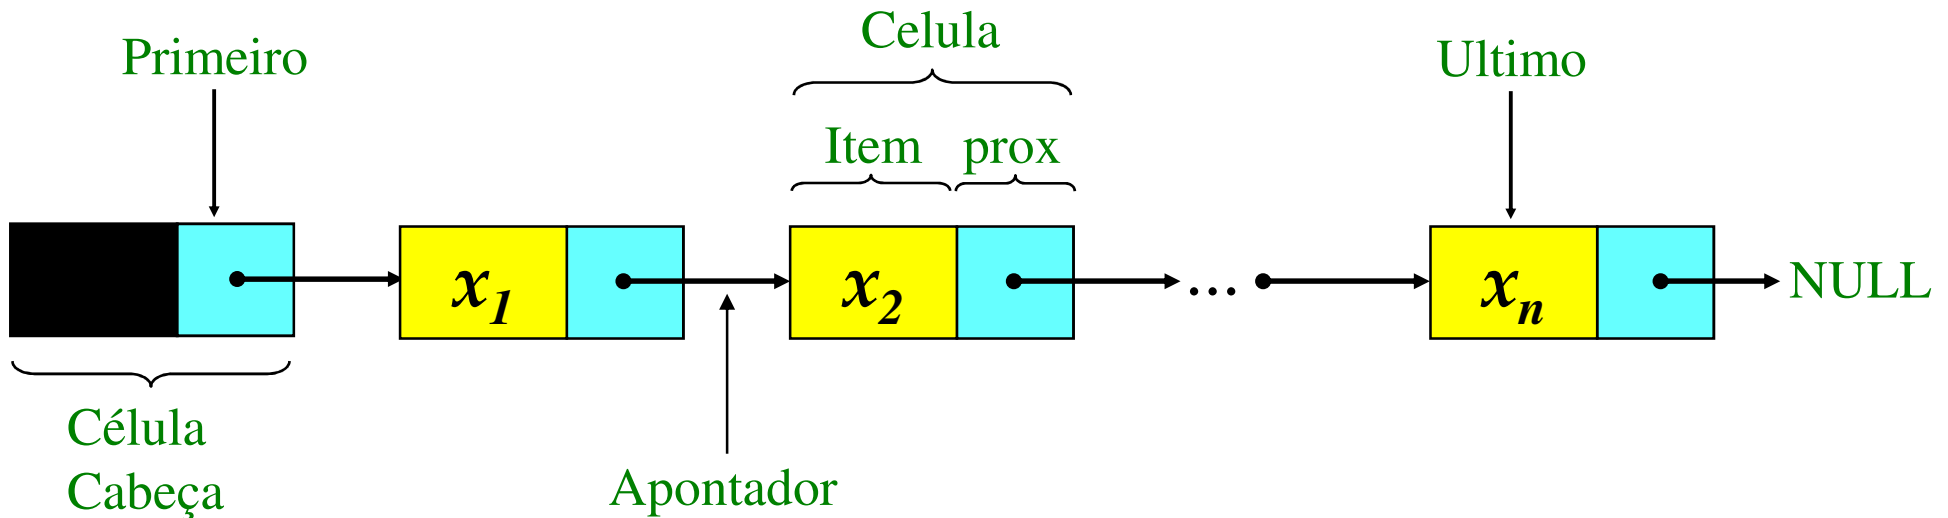 Celula
Primeiro
Ultimo
Item prox
x1
x2
...
xn
NULL
Célula
Cabeça
Apontador